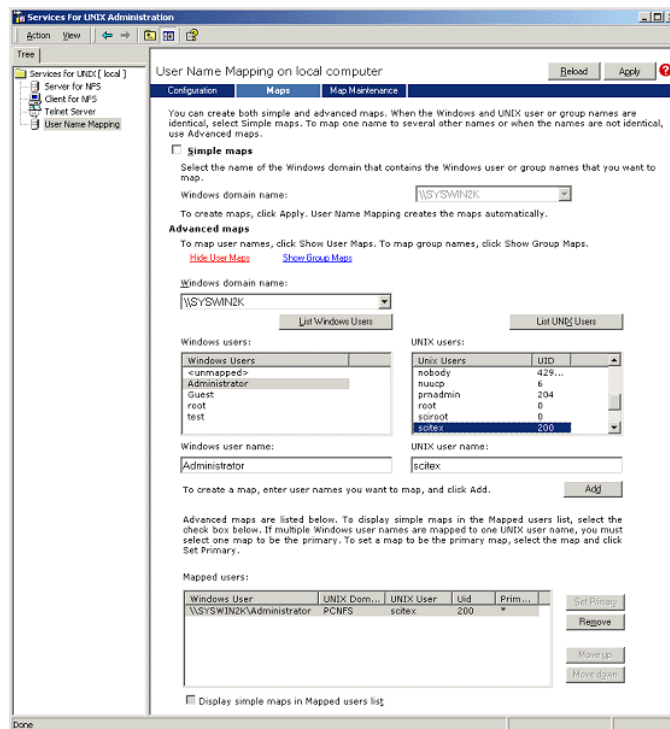 Services For UNIX Administration
Action View
Tree
Services for UNIX [ local ]
Server for NFS
Client for NFS
Telnet Server
User Name Mapping
User Name Mapping on local computer
Reload Apply
Configuration Maps Map Maintenance
You can create both simple and advanced maps. When the Windows and UNIX user or group names are
identical, select Simple maps. To map one name to several other names or when the names are not identical,
use Advanced maps.
Simple maps
Select the name of the Windows domain that contains the Windows user or group names that you want to
map.
Windows domain name: \\SYSWIN2K
To create maps, click Apply. User Name Mapping creates the maps automatically.
Advanced maps
To map user names, click Show User Maps. To map group names, click Show Group Maps.
Hide User Maps Show Group Maps
Windows domain name:
\\SYSWIN2K
List Windows Users List UNIX Users
Windows users: UNIX users:
Windows Users Unix Users UID
<unmapped> nobody 429...
Administrator nuucp 6
Guest prnadmin 204
root root 0
test sciroot 0
scitex 200
Windows user name: UNIX user name:
Administrator scitex
To create a map, enter user names you want to map, and click Add. Add
Advanced maps are listed below. To display simple maps in the Mapped users list, select the
check box below. If multiple Windows user names are mapped to one UNIX user name, you must
select one map to be the primary. To set a map to be the primary map, select the map and click
Set Primary.
Mapped users:
Windows User UNIX Dom... UNIX User Uid Prim...
\\SYSWIN2K\Administrator PCNFS scitex 200 *
Set Primary
Remove
Move up
Move down
Display simple maps in Mapped users list
Done